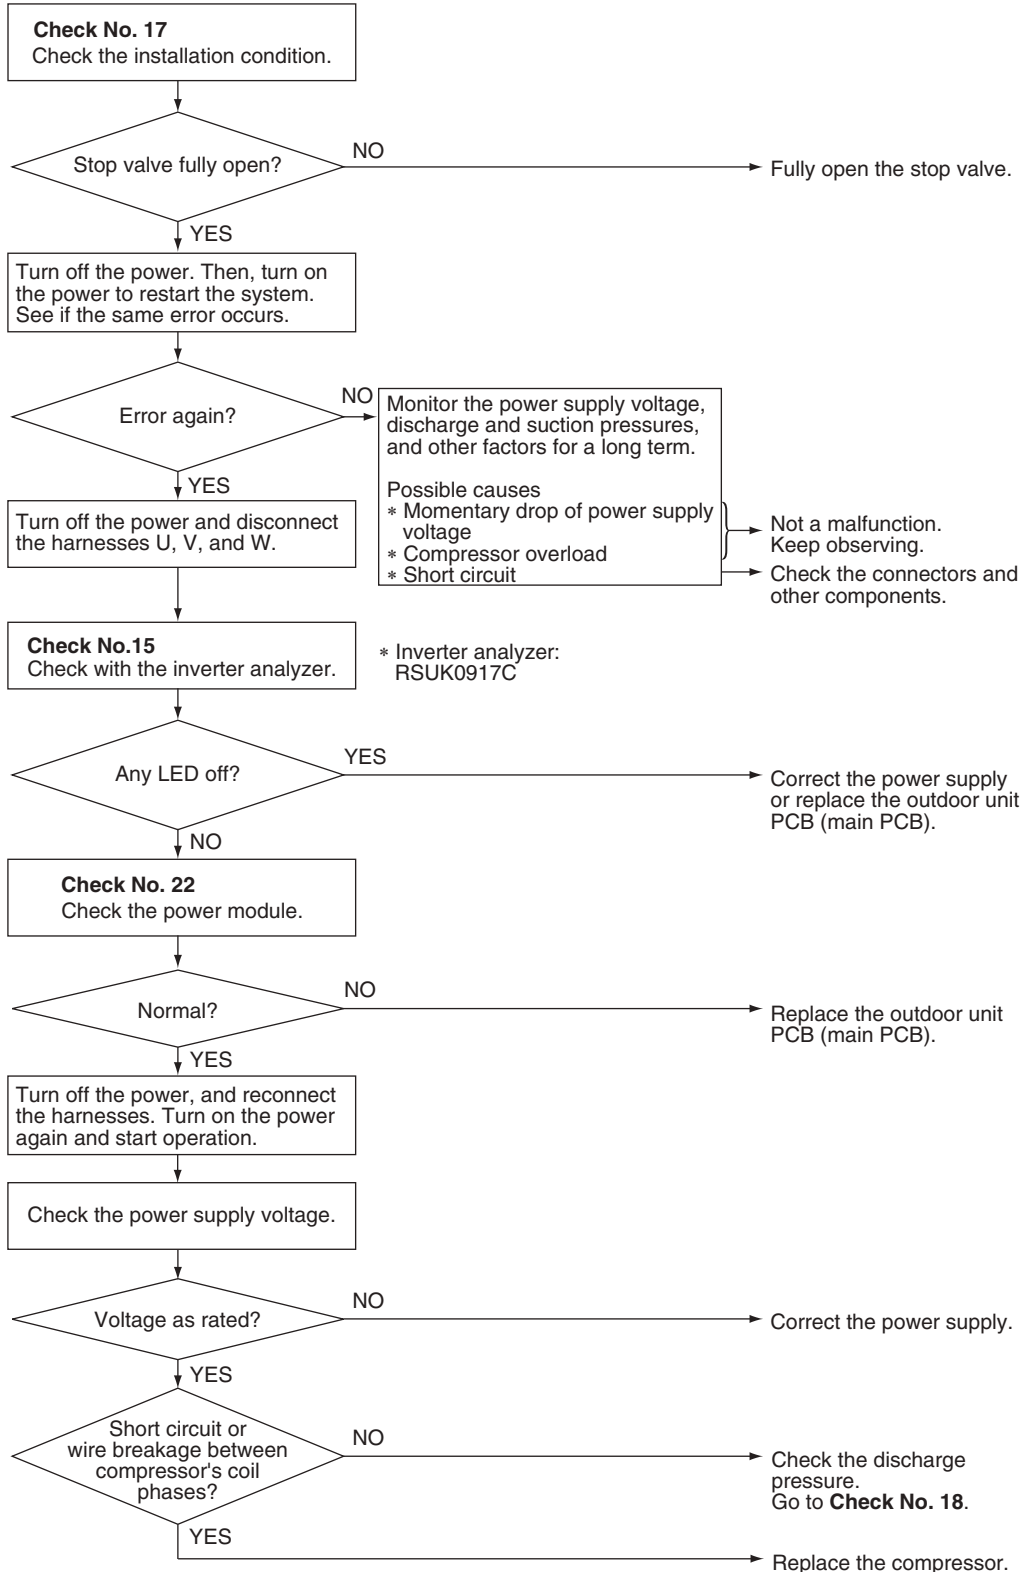 Check No. 17
Check the installation condition.
Stop valve fully open?
NO
Fully open the stop valve.
YES
Turn off the power. Then, turn on
the power to restart the system.
See if the same error occurs.
Error again?
NO
Monitor the power supply voltage,
discharge and suction pressures,
and other factors for a long term.
Possible causes
* Momentary drop of power supply
voltage
* Compressor overload
* Short circuit
Not a malfunction.
Keep observing.
Check the connectors and
other components.
YES
Turn off the power and disconnect
the harnesses U, V, and W.
Check No.15
Check with the inverter analyzer.
* Inverter analyzer:
RSUK0917C
Any LED off?
YES
Correct the power supply
or replace the outdoor unit
PCB (main PCB).
NO
Check No. 22
Check the power module.
Normal?
NO
Replace the outdoor unit
PCB (main PCB).
YES
Turn off the power, and reconnect
the harnesses. Turn on the power
again and start operation.
Check the power supply voltage.
Voltage as rated?
NO
Correct the power supply.
YES
Short circuit or
wire breakage between
compressor's coil
phases?
NO
Check the discharge
pressure.
Go to Check No. 18.
YES
Replace the compressor.